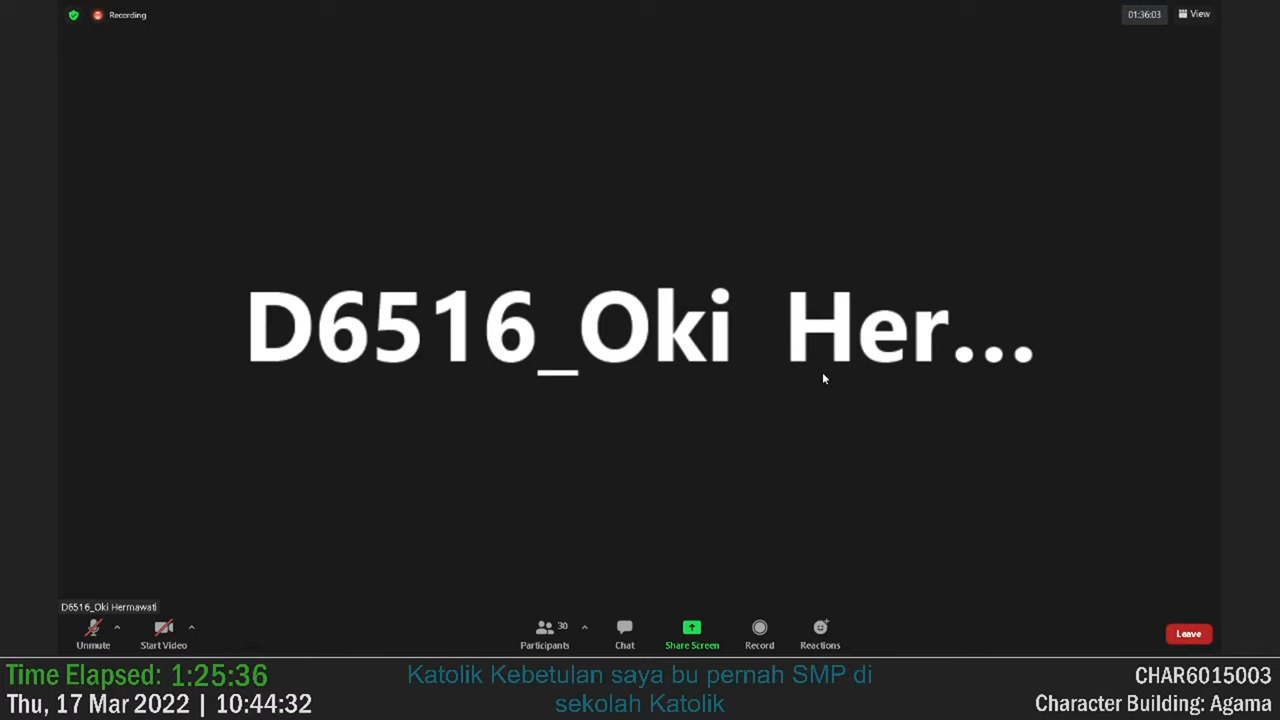 Recording
01:36:03
View
D6516_Oki Her...
D6516_Oki Hermawati
Unmute
Start Video
30
Participants
Chat
Share Screen
Record
Reactions
Leave
Time Elapsed: 1:25:36
Thu, 17 Mar 2022 | 10:44:32
Katolik Kebetulan saya bu pernah SMP di
sekolah Katolik
CHAR6015003
Character Building: Agama